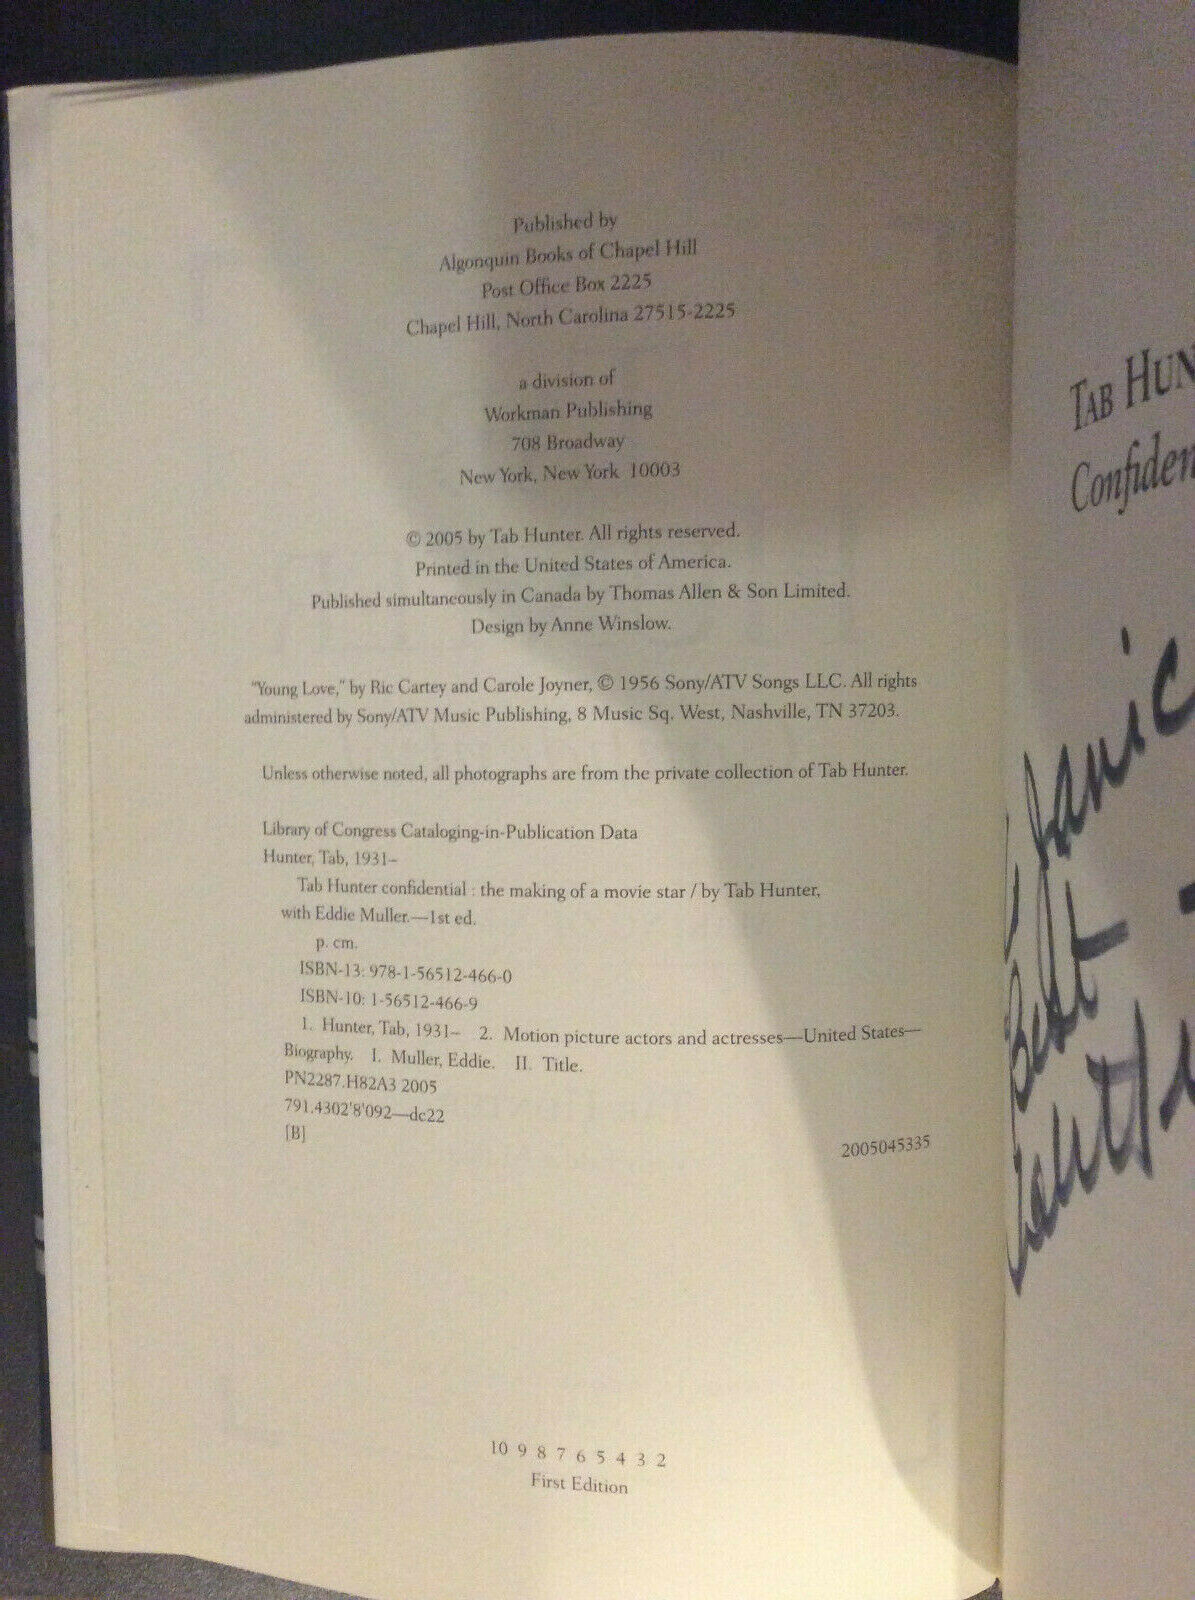 Published by
Algonquin Books of Chapel Hill
Post Office Box 2225
Chapel Hill, North Carolina 27515-2225
a division of
Workman Publishing
708 Broadway
New York, New York 10003
© 2005 by Tab Hunter. All rights reserved.
Printed in the United States of America.
Published simultaneously in Canada by Thomas Allen & Son Limited.
Design by Anne Winslow.
"Young Love," by Ric Cartey and Carole Joyner, © 1956 Sony/ATV Songs LLC. All rights
administered by Sony/ATV Music Publishing, 8 Music Sq. West, Nashville, TN 37203.
Unless otherwise noted, all photographs are from the private collection of Tab Hunter.
Library of Congress Cataloging-in-Publication Data
Hunter, Tab, 1931–
Tab Hunter confidential : the making of a movie star / by Tab Hunter,
with Eddie Muller.—1st ed.
p. cm.
ISBN-13: 978-1-56512-466-0
ISBN-10: 1-56512-466-9
1. Hunter, Tab, 1931– 2. Motion picture actors and actresses—United States—
Biography. I. Muller, Eddie. II. Title.
PN2287.H82A3 2005
791.4302'8'092—dc22
[B]
2005045335
10 9 8 7 6 5 4 3 2
First Edition
TAB HUN
Confiden
Janic
Best